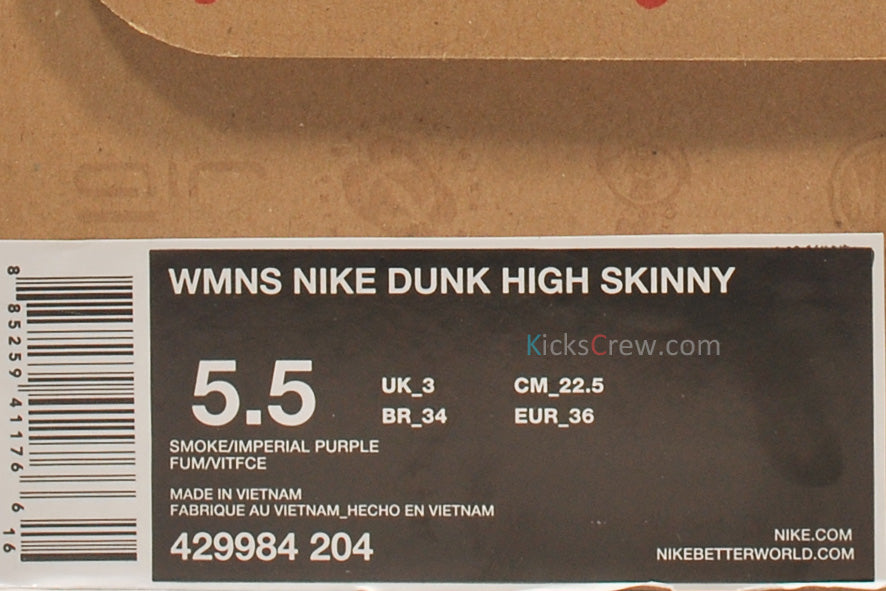 WMNS NIKE DUNK HIGH SKINNY
KicksCrew.com
5.5
UK_3 CM_22.5
BR_34 EUR_36
SMOKE/IMPERIAL PURPLE
FUM/VITFCE
MADE IN VIETNAM
FABRIQUE AU VIETNAM_HECHO EN VIETNAM
429984 204
NIKE.COM
NIKEBETTERWORLD.COM
8 85259 41176 6 16